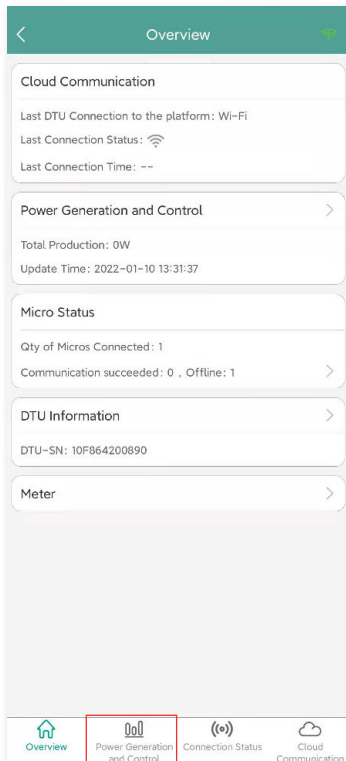 Overview
Cloud Communication
Last DTU Connection to the platform: Wi-Fi
Last Connection Status:
Last Connection Time: --
Power Generation and Control
Total Production: 0W
Update Time: 2022-01-10 13:31:37
Micro Status
Qty of Micros Connected: 1
Communication succeeded: 0 , Offline: 1
DTU Information
DTU-SN: 10F864200890
Meter
Overview
Power Generation
and Control
Connection Status
Cloud
Communication